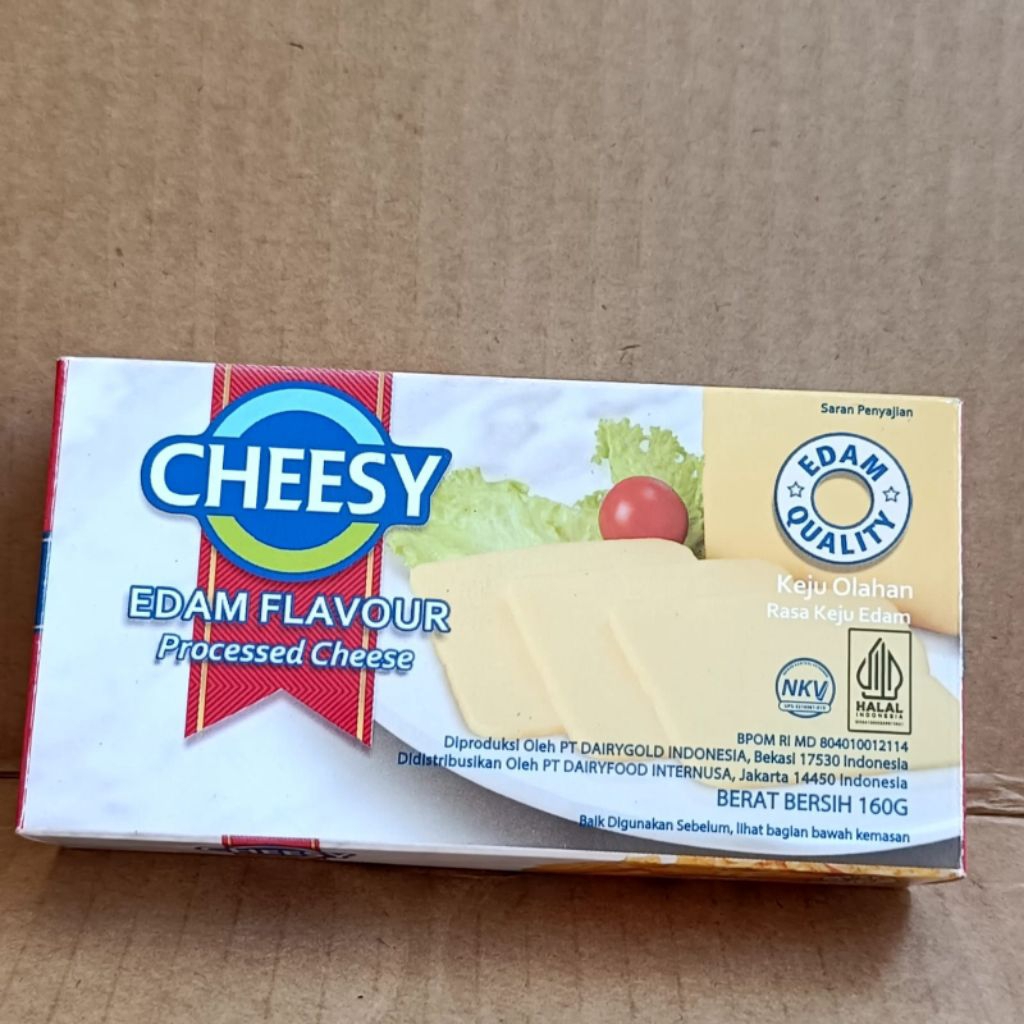 CHEESY
EDAM FLAVOUR
Processed Cheese
Saran Penyajian
EDAM
QUALITY
Keju Olahan
Rasa Keju Edam
NKV
HALAL
INDONESIA
BPOM RI MD 804010012114
Diproduksi Oleh PT DAIRYGOLD INDONESIA, Bekasi 17530 Indonesia
Didistribusikan Oleh PT DAIRYFOOD INTERNUSA, Jakarta 14450 Indonesia
BERAT BERSIH 160G
Baik Digunakan Sebelum, lihat bagian bawah kemasan
CHEESY